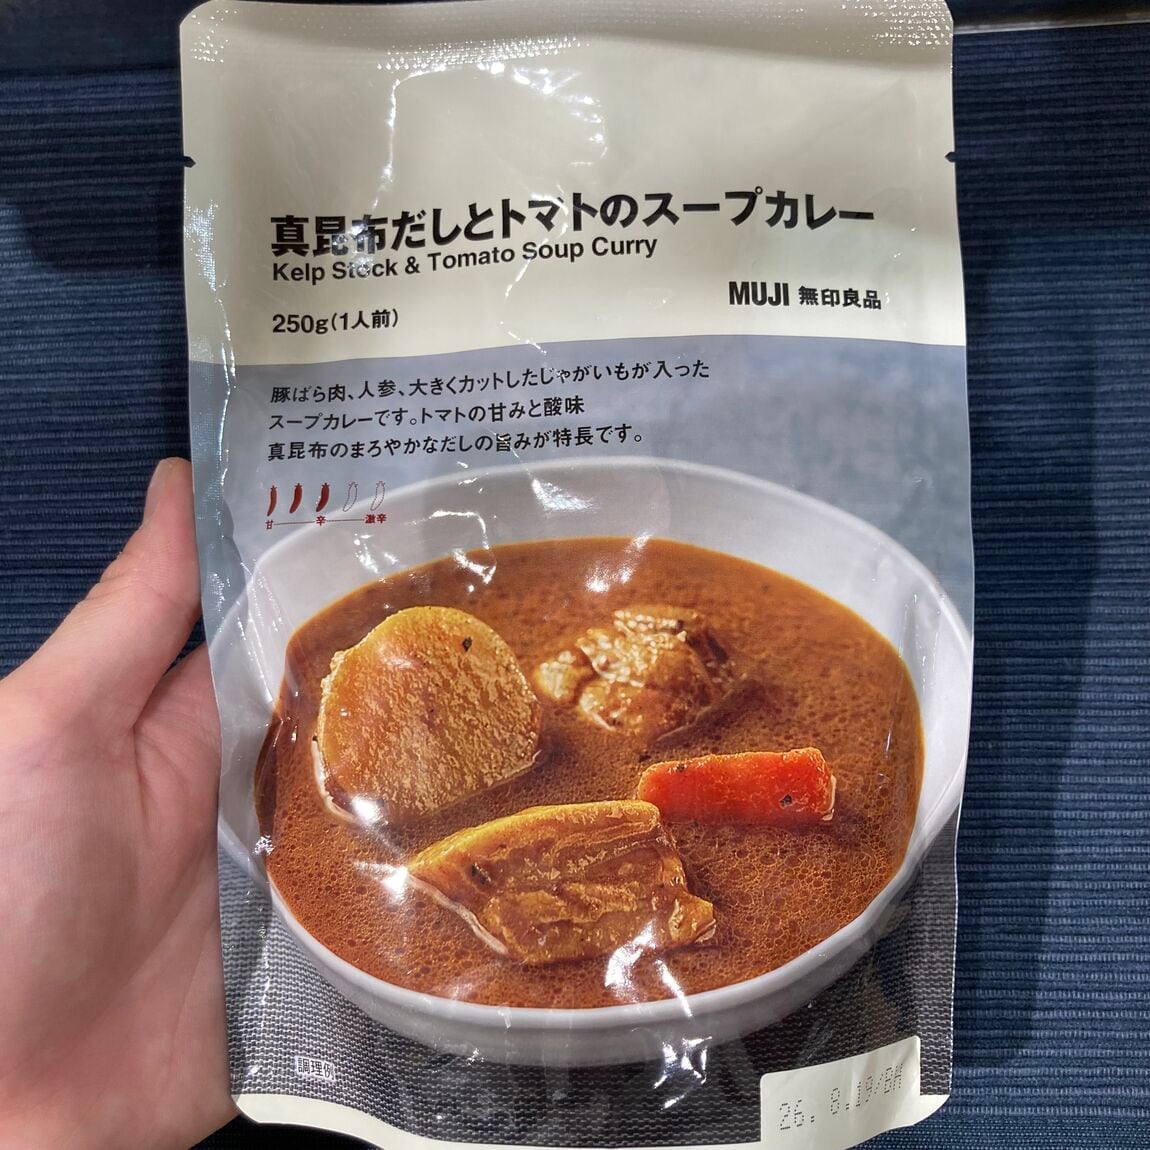 真昆布だしとトマトのスープカレー
Kelp Stock & Tomato Soup Curry
MUJI 無印良品
250g(1人前)
豚ばら肉、人参、大きくカットしたじゃがいもが入った
スープカレーです。トマトの甘みと酸味
真昆布のまろやかなだしの旨みが特長です。
甘 辛 激辛
調理例
26. 8.19/BM